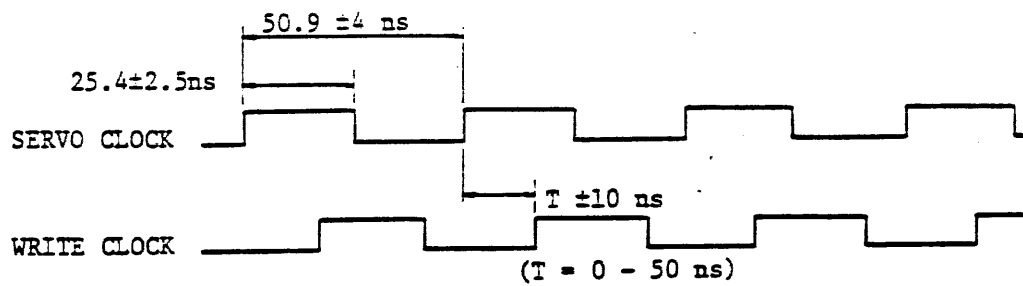 50.9 ±4 ns
25.4±2.5ns
SERVO CLOCK
T ±10 ns
WRITE CLOCK
(T = 0 - 50 ns)